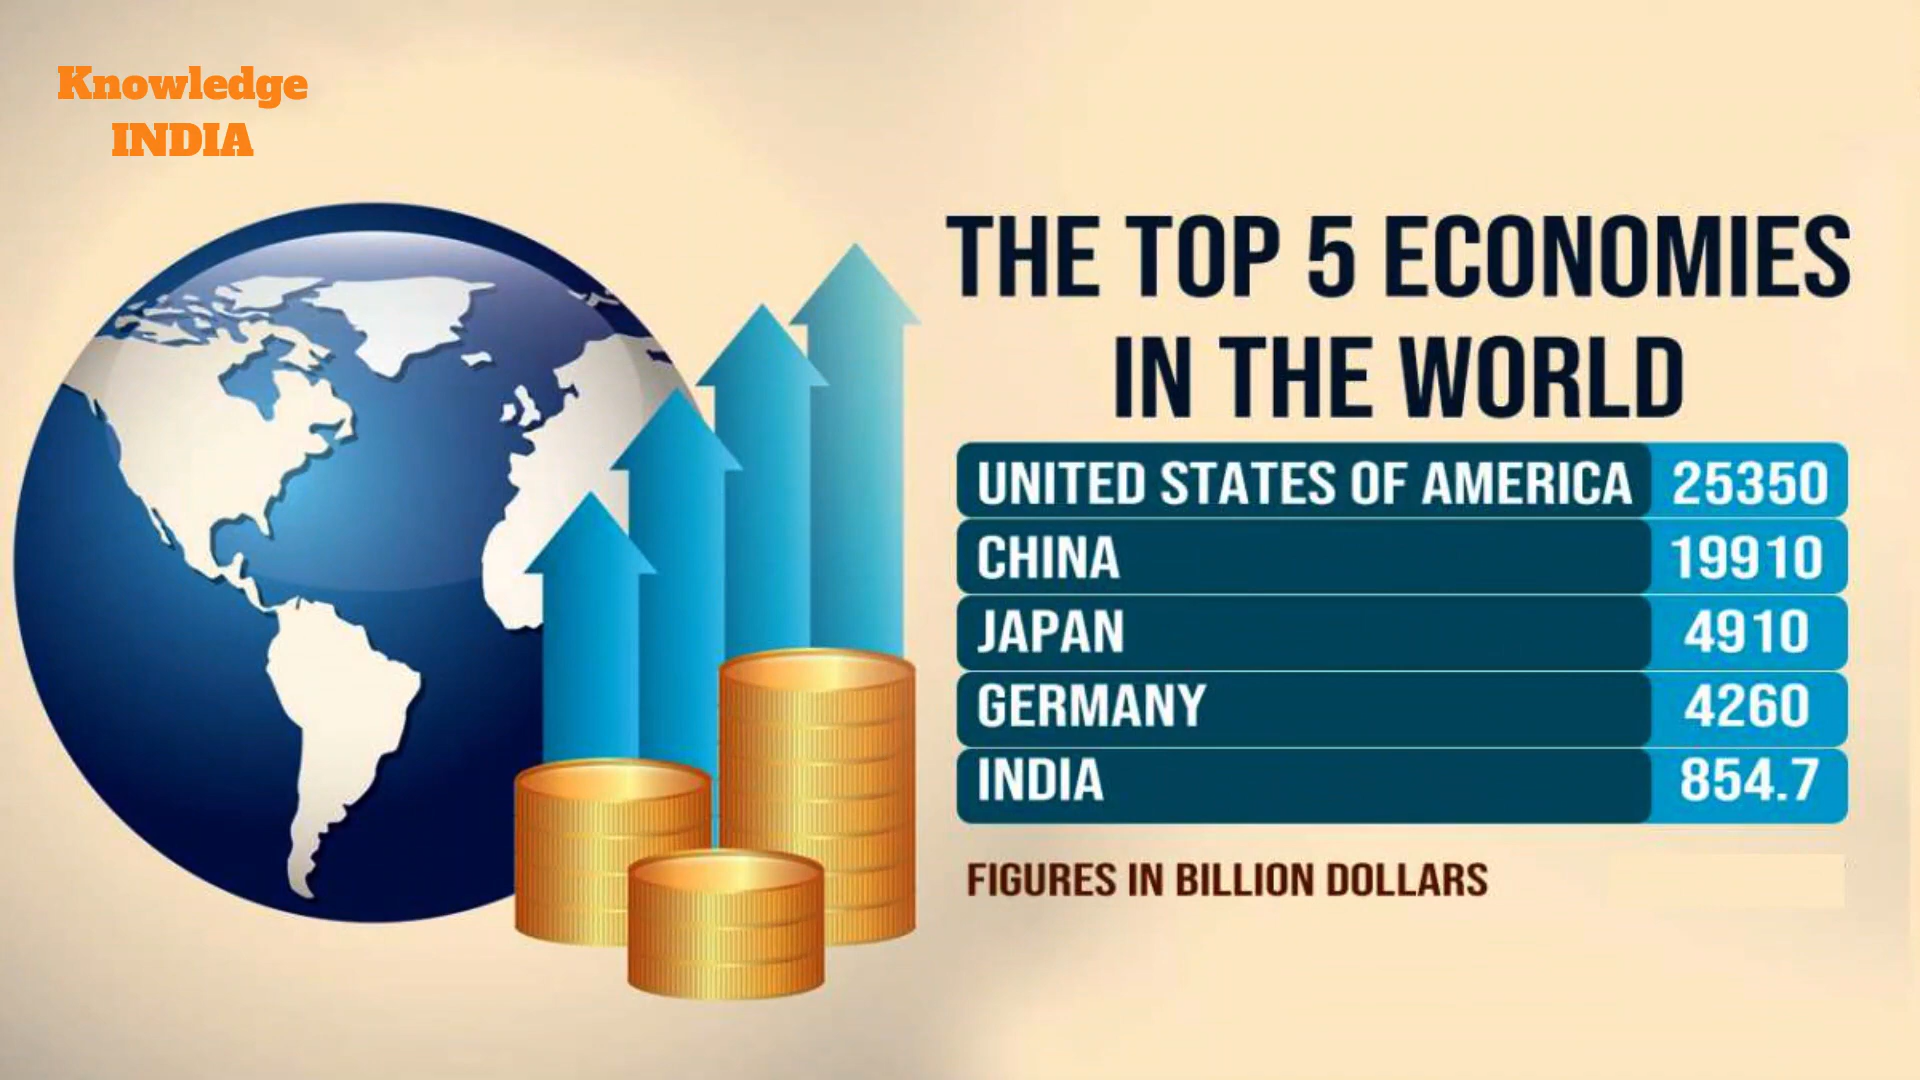 Knowledge
INDIA
THE TOP 5 ECONOMIES
IN THE WORLD
UNITED STATES OF AMERICA 25350
CHINA 19910
JAPAN 4910
GERMANY 4260
INDIA 854.7
FIGURES IN BILLION DOLLARS